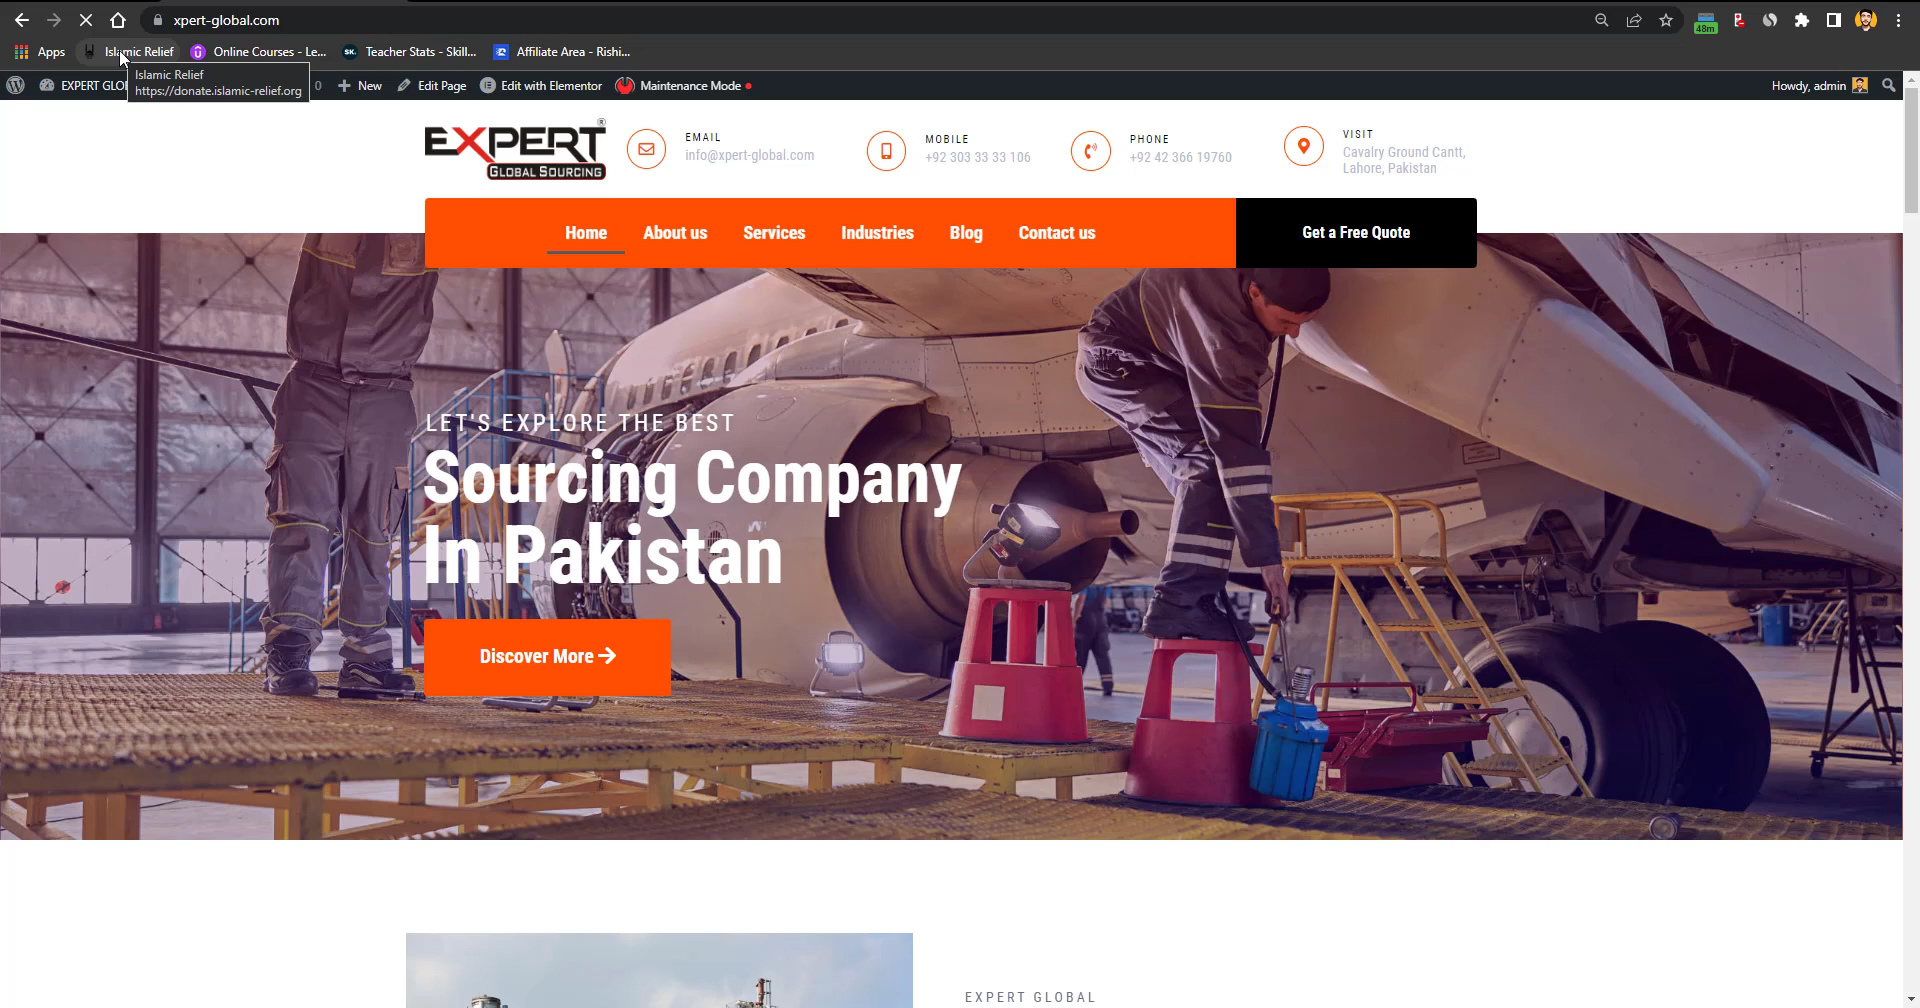 xpert-global.com
48m
Apps
Islamic Relief
Online Courses - Le...
SK.
Teacher Stats - Skill...
Affiliate Area - Rishi...
Islamic Relief
https://donate.islamic-relief.org
EXPERT GLO
0
New
Edit Page
Edit with Elementor
Maintenance Mode
Howdy, admin
EXPERT®
GLOBAL SOURCING
EMAIL
info@xpert-global.com
MOBILE
+92 303 33 33 106
PHONE
+92 42 366 19760
VISIT
Cavalry Ground Cantt,
Lahore, Pakistan
Home
About us
Services
Industries
Blog
Contact us
Get a Free Quote
LET'S EXPLORE THE BEST
Sourcing Company
In Pakistan
Discover More
EXPERT GLOBAL